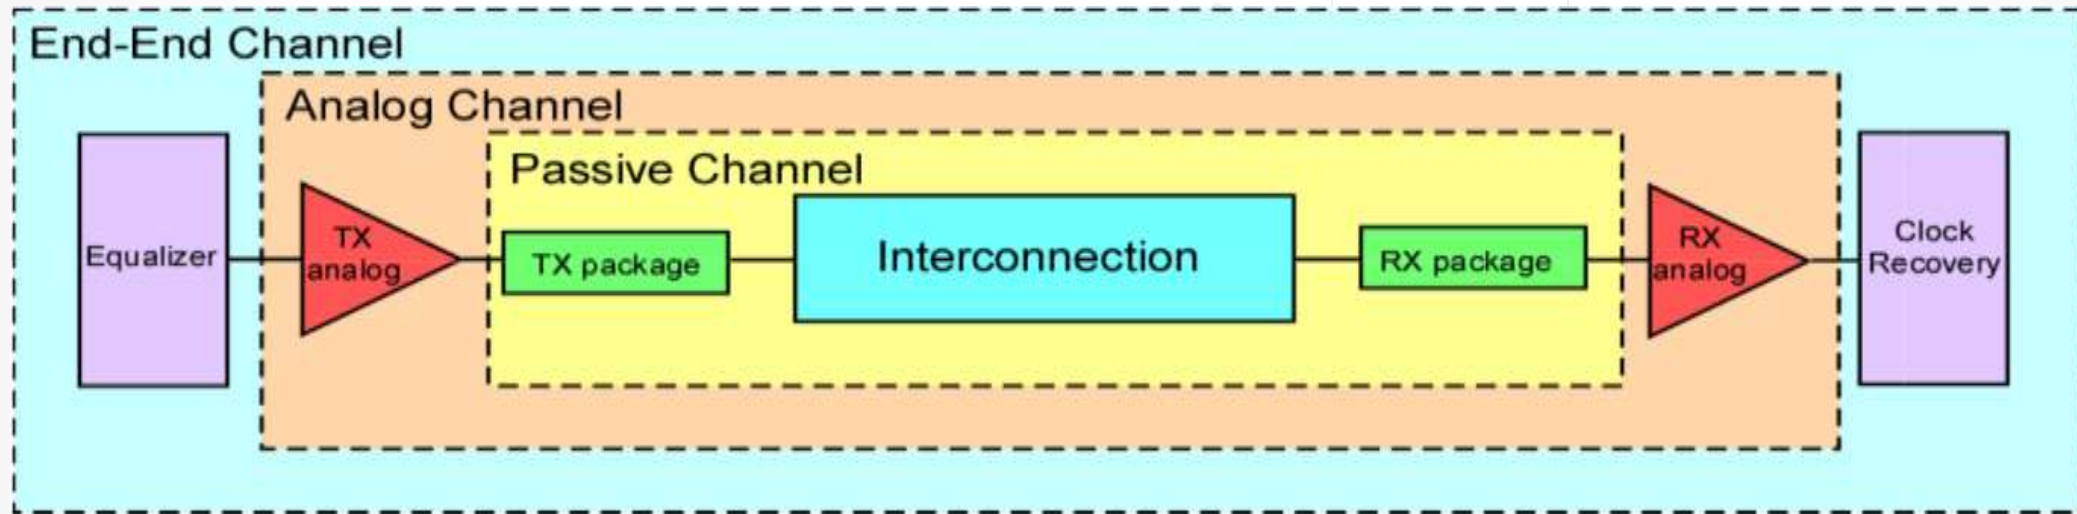 End-End Channel
Analog Channel
Passive Channel
Equalizer
TX
analog
TX package
Interconnection
RX package
RX
analog
Clock
Recovery